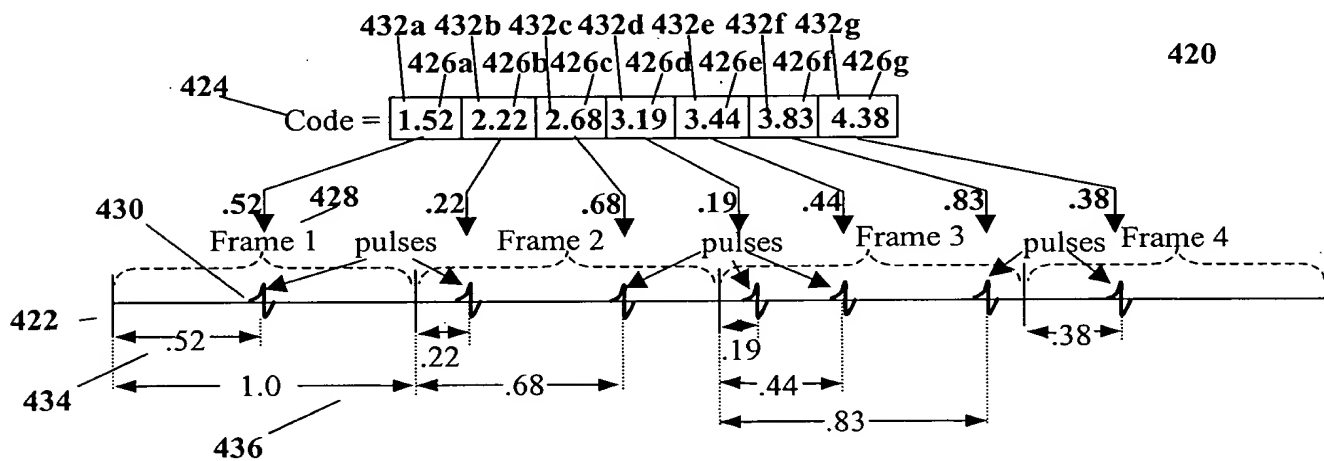 432a 432b 432c 432d 432e 432f 432g
420
426a 426b 426c 426d 426e 426f 426g
424
Code = 1.52 2.22 2.68 3.19 3.44 3.83 4.38
430 .52 428 .22 .68 .19 .44 .83 .38
Frame 1 pulses Frame 2 pulses Frame 3 pulses Frame 4
422
.52 .22 .19 .38
434 1.0 .68 .44
436 .83